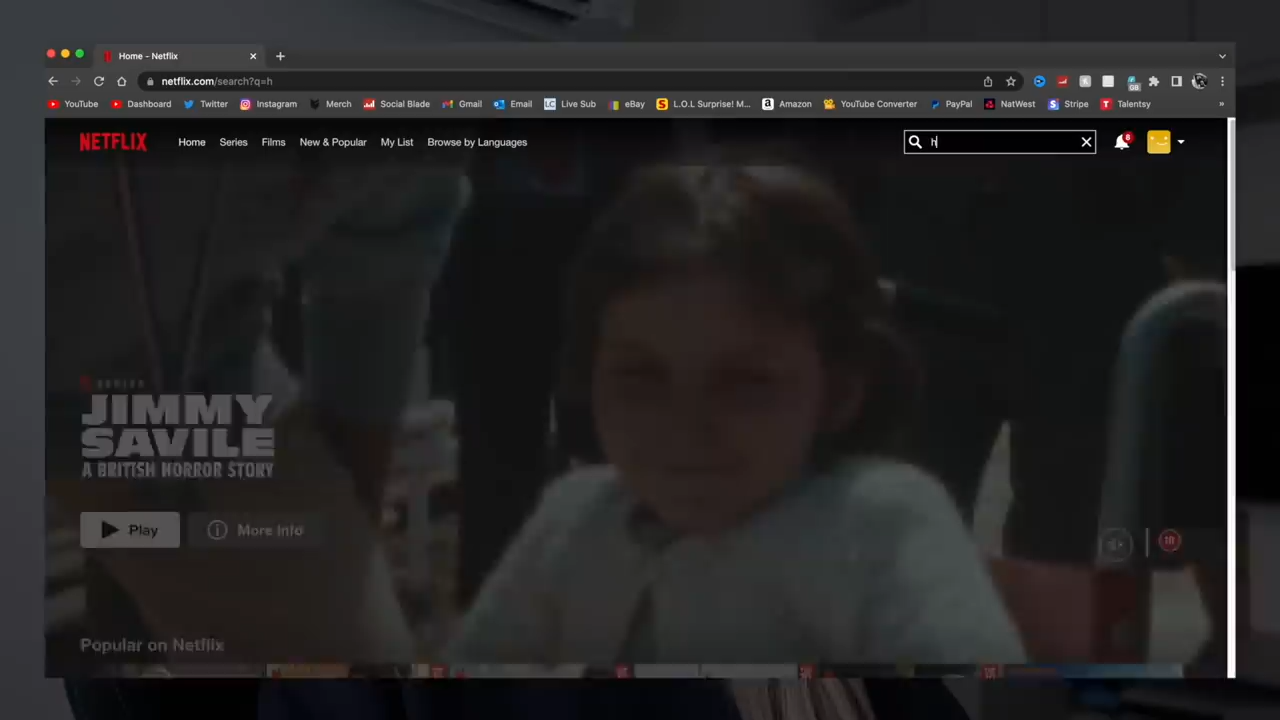 Home – Netflix
netflix.com/search?q=h
YouTube Dashboard Twitter Instagram Merch Social Blade Gmail Email Live Sub eBay L.O.L Surprise! M... Amazon YouTube Converter PayPal NatWest Stripe Talentsy »
NETFLIX Home Series Films New & Popular My List Browse by Languages h 8
SERIES
JIMMY
SAVILE
A BRITISH HORROR STORY
Play More Info
Popular on Netflix